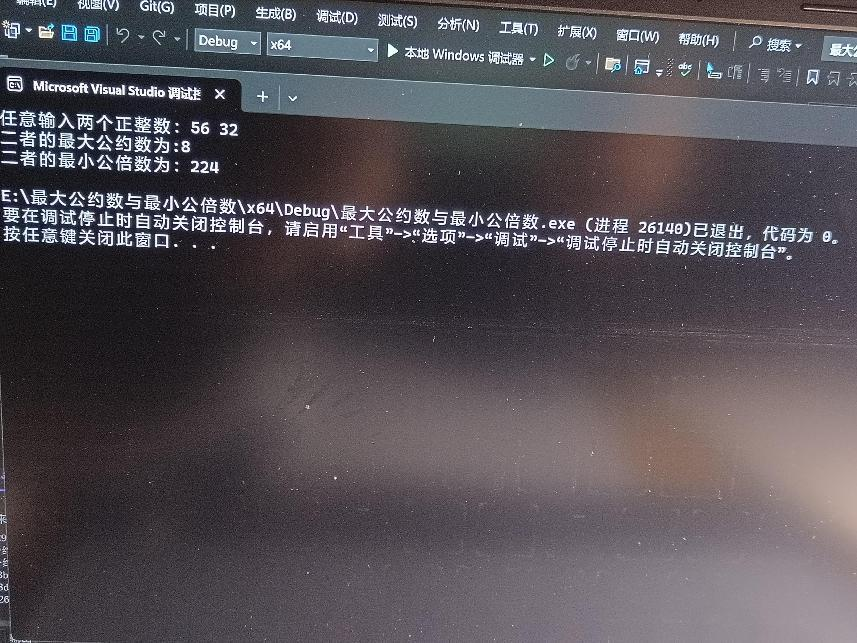 编辑(E) 视图(V) Git(G) 项目(P) 生成(B) 调试(D) 测试(S) 分析(N) 工具(T) 扩展(X) 窗口(W) 帮助(H) 搜索
Debug x64 本地 Windows 调试器
Microsoft Visual Studio 调试
任意输入两个正整数: 56 32
二者的最大公约数为:8
二者的最小公倍数为: 224
E:\最大公约数与最小公倍数\x64\Debug\最大公约数与最小公倍数.exe (进程 26140)已退出,代码为 0。
要在调试停止时自动关闭控制台,请启用“工具”->“选项”->“调试”->“调试停止时自动关闭控制台”。
按任意键关闭此窗口. . .